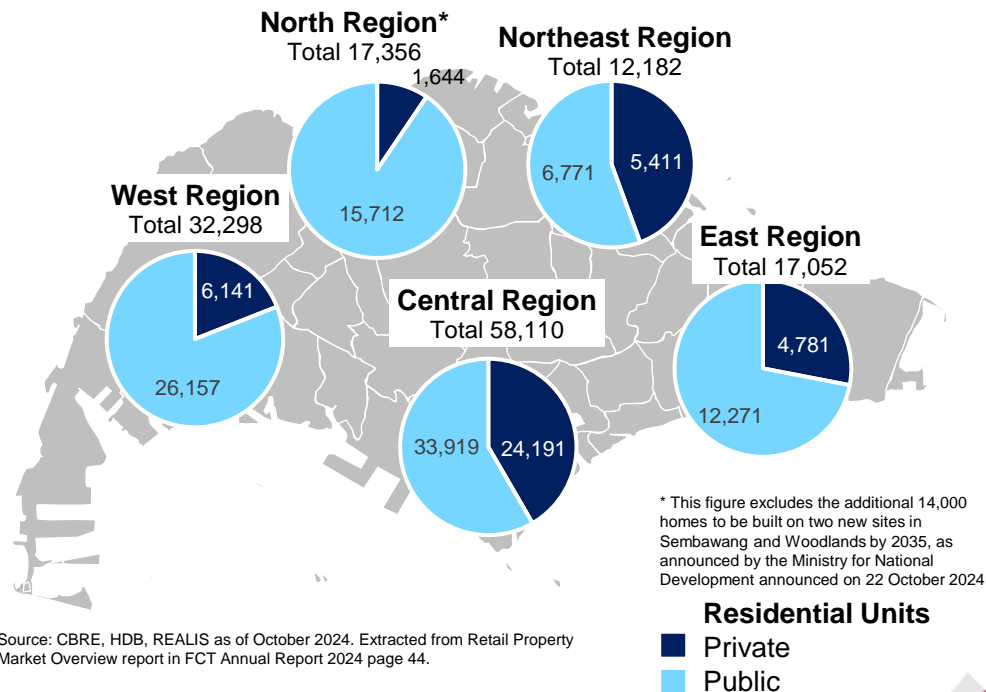 North Region*
Total 17,356
1,644
15,712
Northeast Region
Total 12,182
6,771
5,411
West Region
Total 32,298
6,141
26,157
Central Region
Total 58,110
33,919
24,191
East Region
Total 17,052
4,781
12,271
* This figure excludes the additional 14,000
homes to be built on two new sites in
Sembawang and Woodlands by 2035, as
announced by the Ministry for National
Development announced on 22 October 2024
Residential Units
Private
Public
Source: CBRE, HDB, REALIS as of October 2024. Extracted from Retail Property
Market Overview report in FCT Annual Report 2024 page 44.